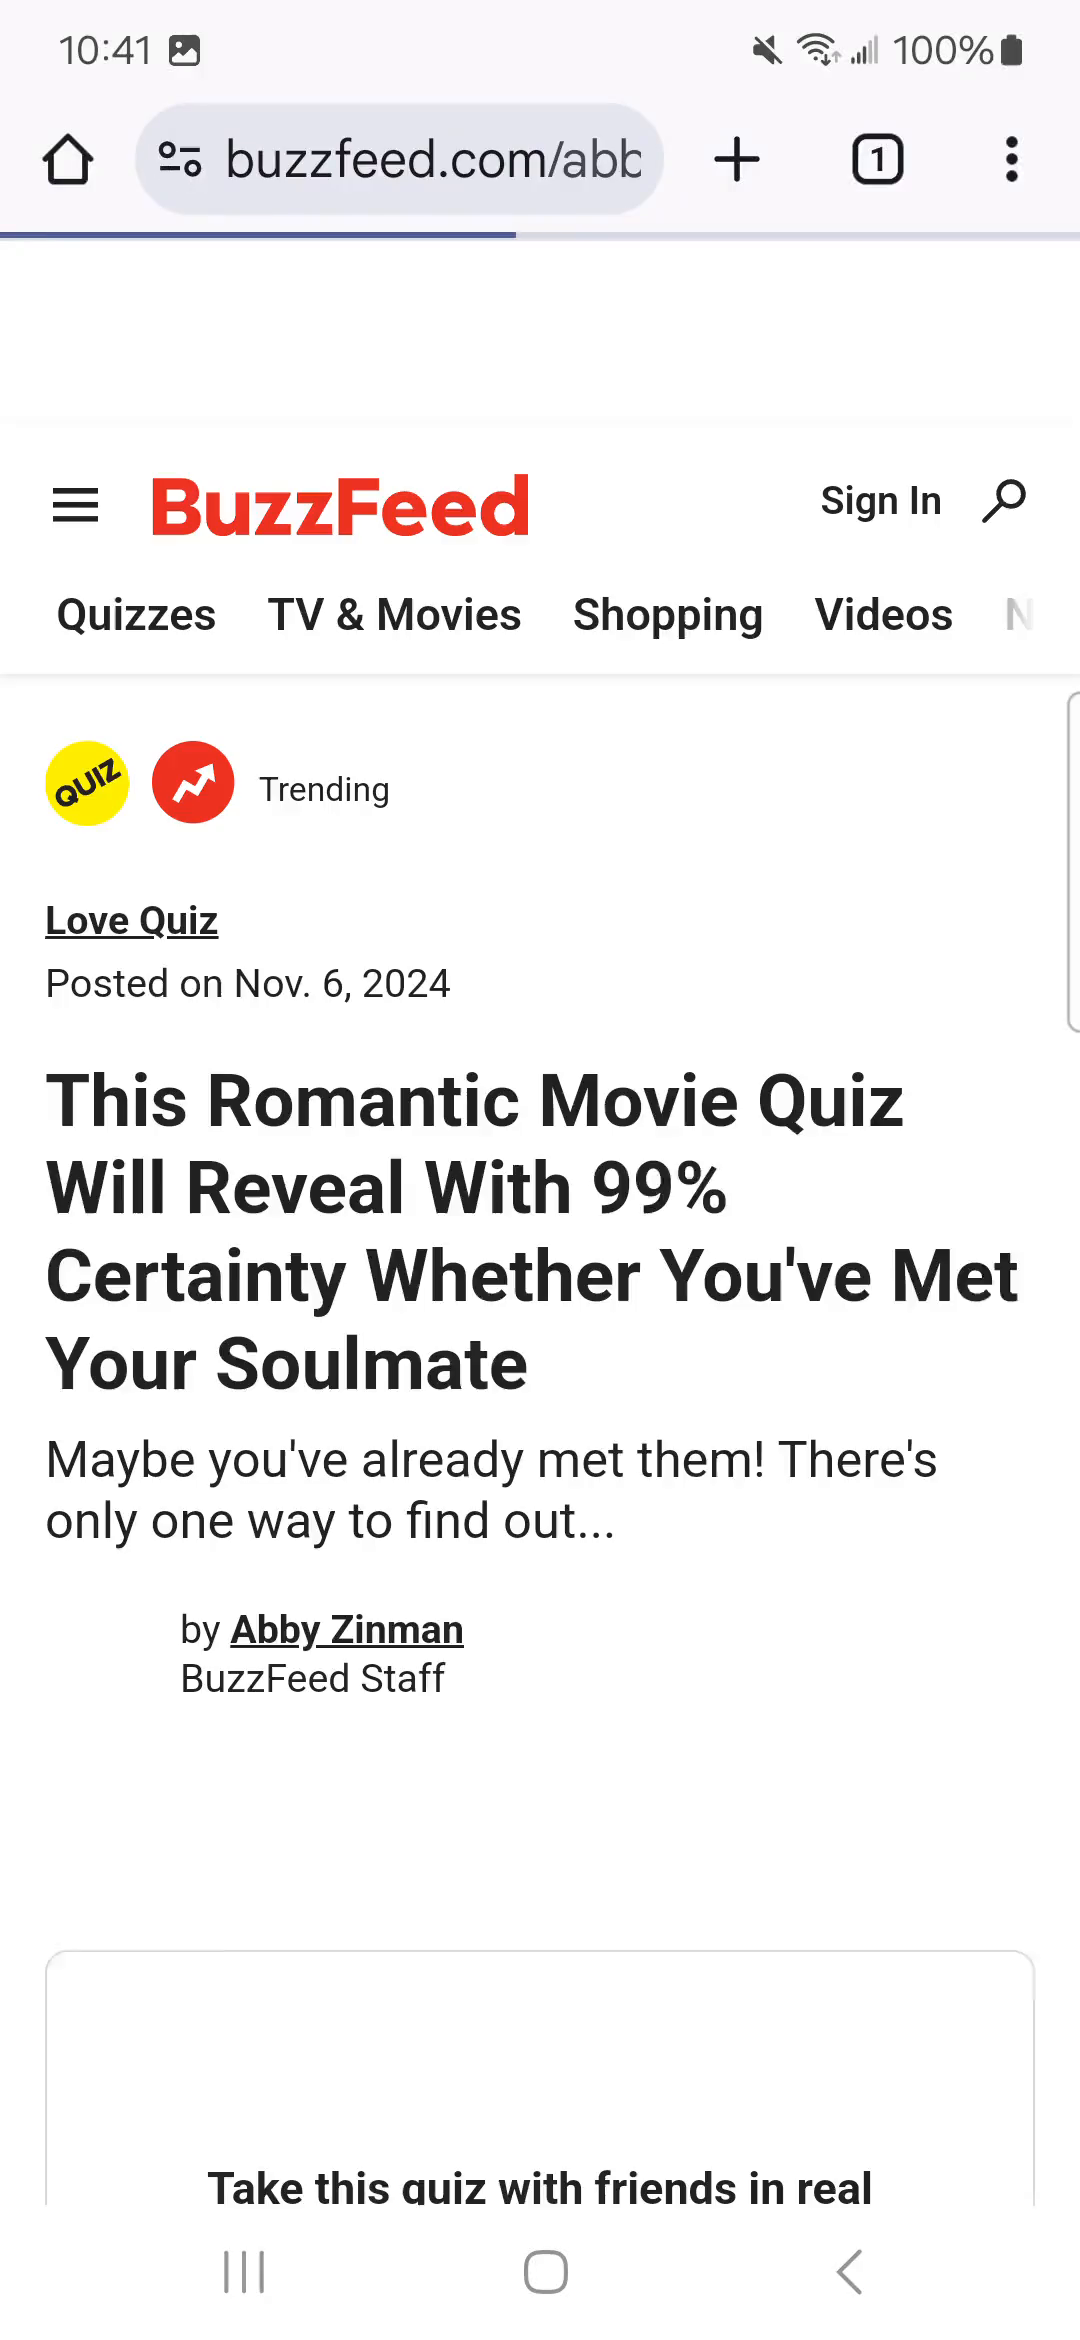 10:41 100%
buzzfeed.com/abb
1
BuzzFeed Sign In
Quizzes TV & Movies Shopping Videos N
QUIZ Trending
Love Quiz
Posted on Nov. 6, 2024
This Romantic Movie Quiz
Will Reveal With 99%
Certainty Whether You've Met
Your Soulmate
Maybe you've already met them! There's
only one way to find out...
by Abby Zinman
BuzzFeed Staff
Take this quiz with friends in real